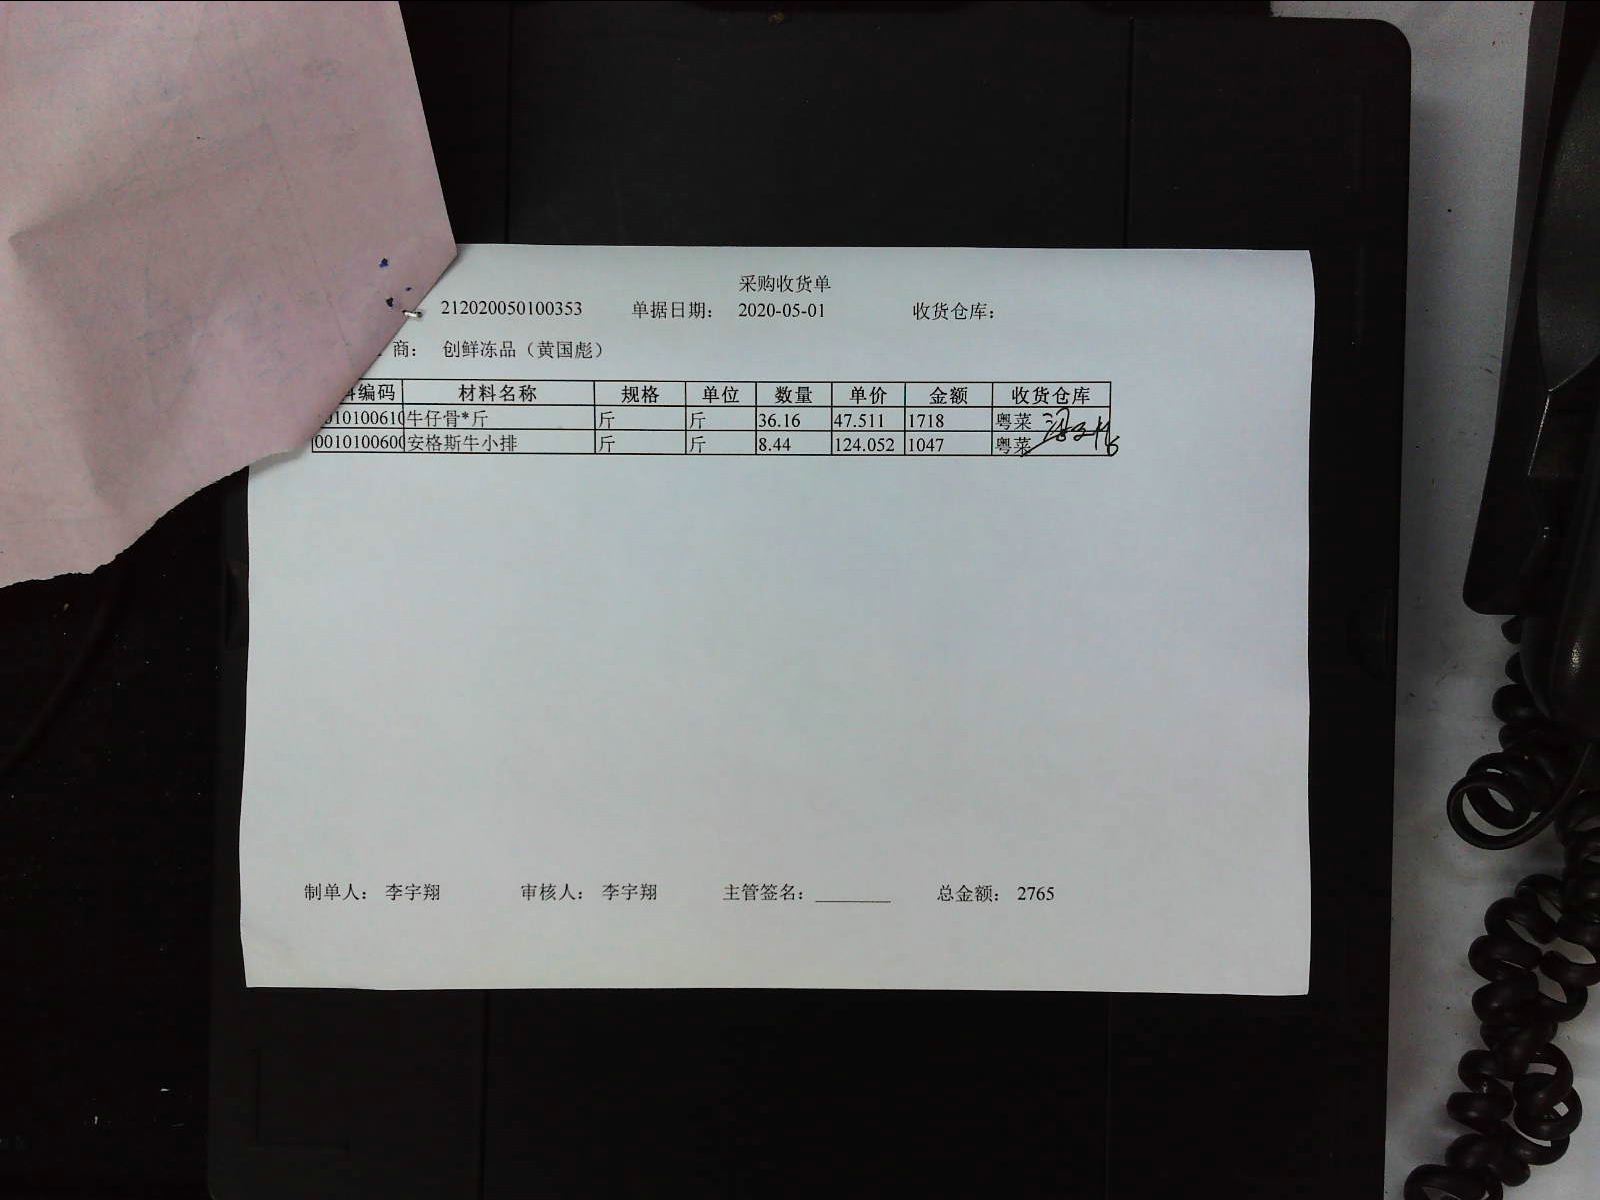 采购收货单
212020050100353 单据日期： 2020-05-01 收货仓库：
商： 创鲜冻品（黄国彪）
编码 材料名称 规格 单位 数量 单价 金额 收货仓库
010100610 牛仔骨*斤 斤 斤 36.16 47.511 1718 粤菜
0010100600 安格斯牛小排 斤 斤 8.44 124.052 1047 粤菜
制单人： 李宇翔 审核人： 李宇翔 主管签名：________ 总金额： 2765